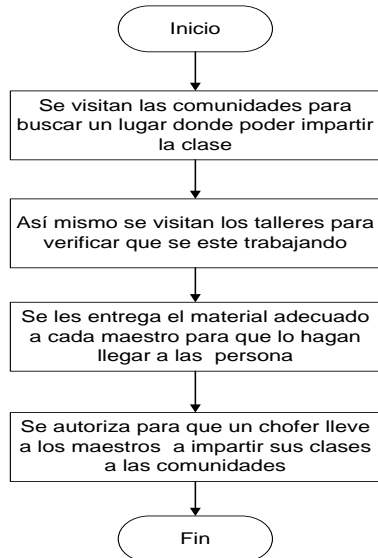 Inicio
Se visitan las comunidades para
buscar un lugar donde poder impartir
la clase
Así mismo se visitan los talleres para
verificar que se este trabajando
Se les entrega el material adecuado
a cada maestro para que lo hagan
llegar a las persona
Se autoriza para que un chofer lleve
a los maestros a impartir sus clases
a las comunidades
Fin